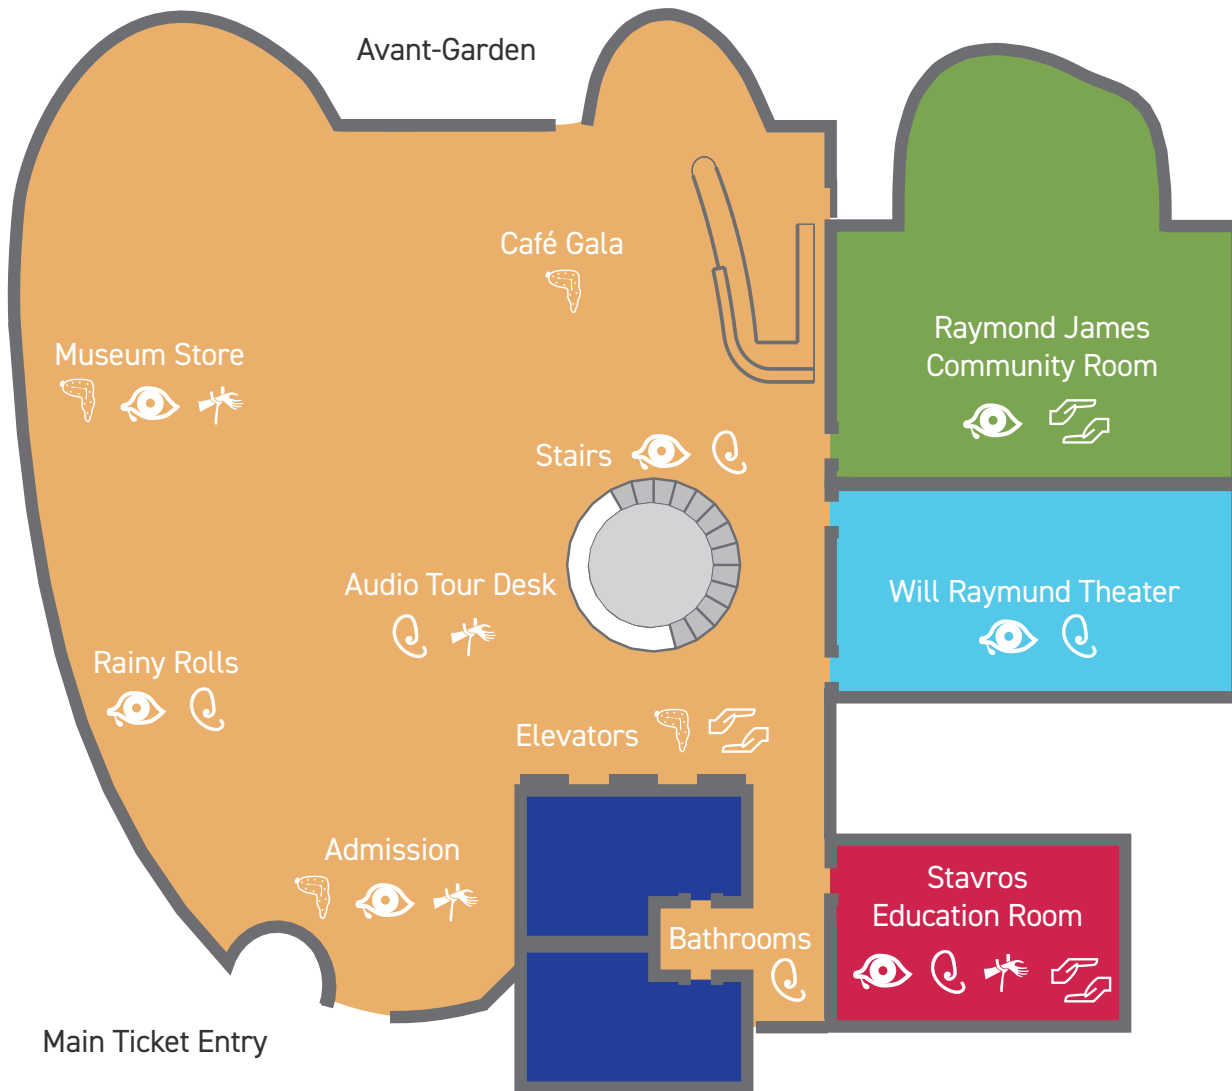 Avant-Garden
Café Gala
Museum Store
Raymond James
Community Room
Stairs
Audio Tour Desk
Will Raymund Theater
Rainy Rolls
Elevators
Admission
Stavros
Education Room
Bathrooms
Main Ticket Entry